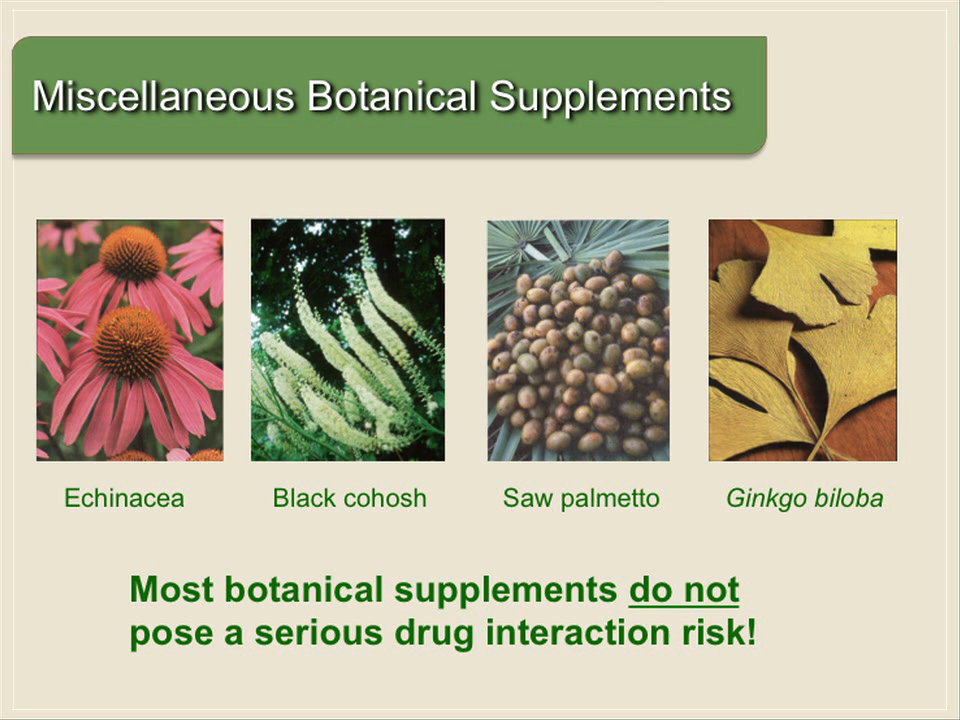 Miscellaneous Botanical Supplements
Echinacea
Black cohosh
Saw palmetto
Ginkgo biloba
Most botanical supplements do not
pose a serious drug interaction risk!